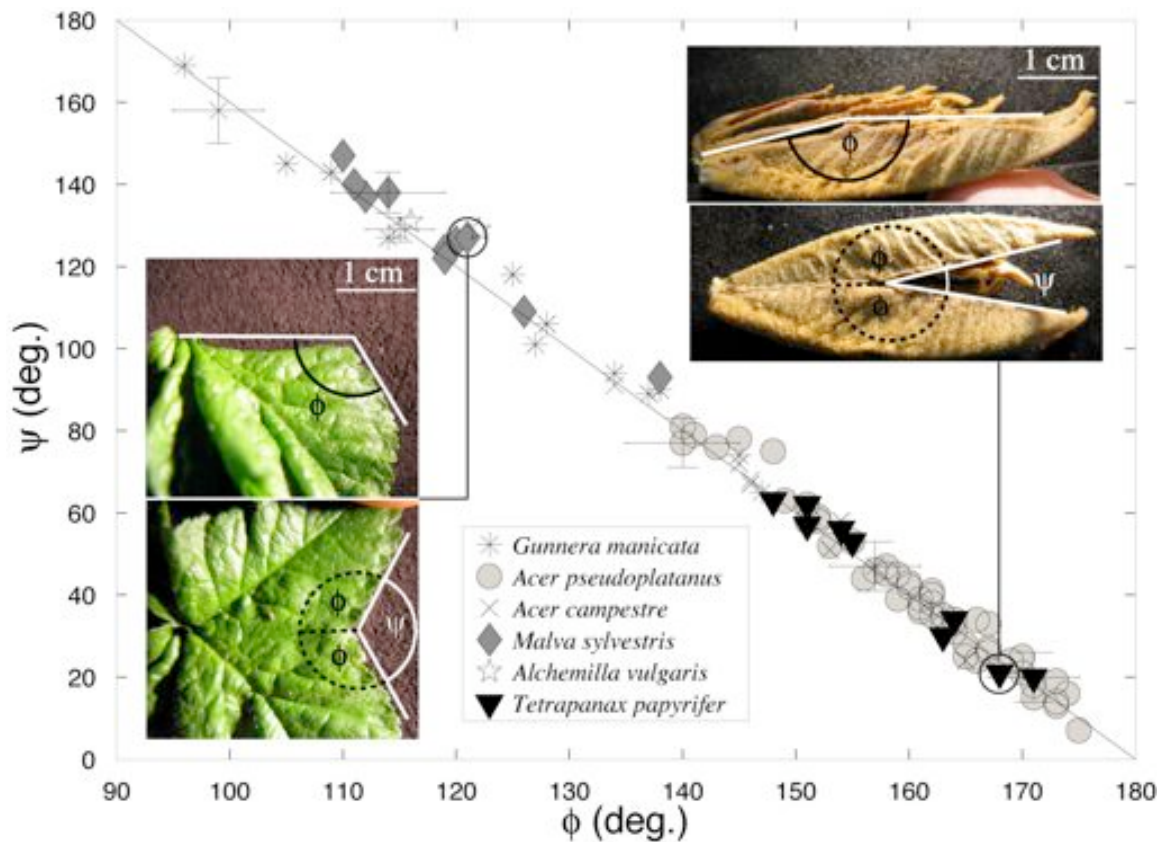 180
160
140
120
100
80
60
40
20
0
ψ (deg.)
90
100
110
120
130
140
150
160
170
180
ϕ (deg.)
1 cm
ϕ
ϕ
ϕ
ψ
1 cm
ϕ
ϕ
ϕ
ψ
Gunnera manicata
Acer pseudoplatanus
Acer campestre
Malva sylvestris
Alchemilla vulgaris
Tetrapanax papyrifer